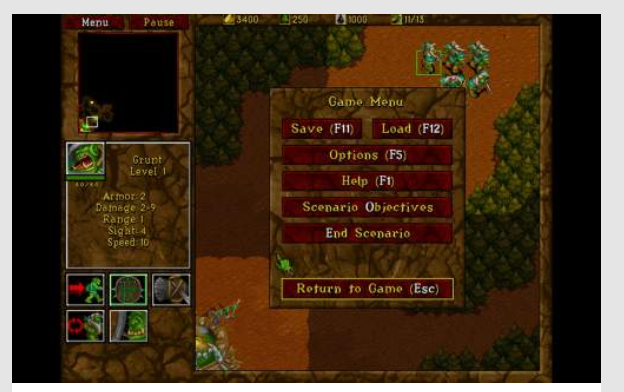 Menu Pause 3400 250 1000 11/13
Game Menu
Save (F11) Load (F12)
Options (F5)
Help (F1)
Scenario Objectives
End Scenario
Return to Game (Esc)
Grunt
Level 1
60/60
Armor: 2
Damage: 2-9
Range: 1
Sight: 4
Speed: 10